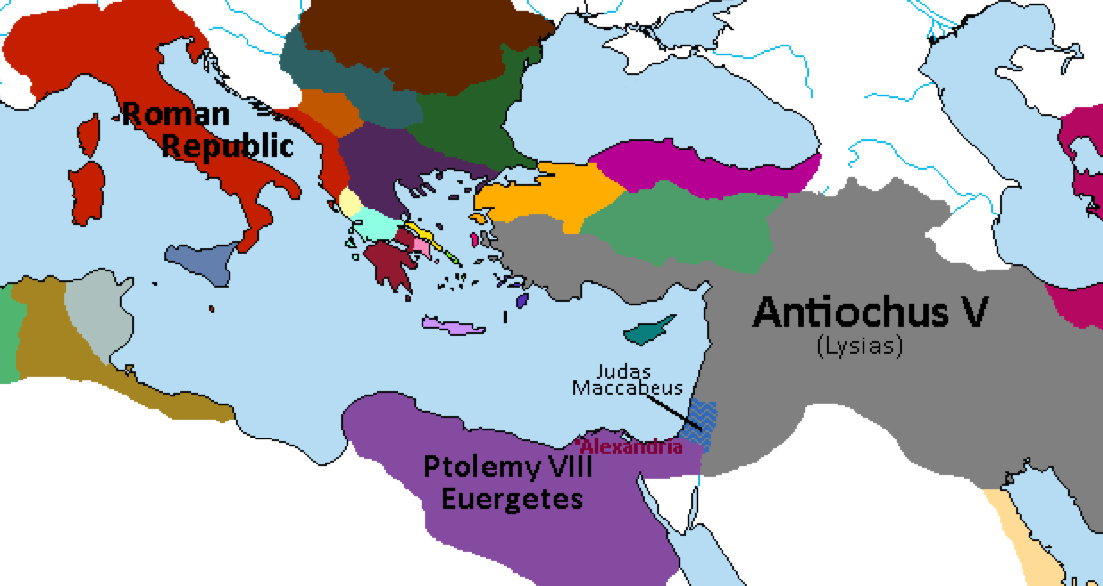 Roman
Republic
Antiochus V
(Lysias)
Judas
Maccabeus
*Alexandria
Ptolemy VIII
Euergetes